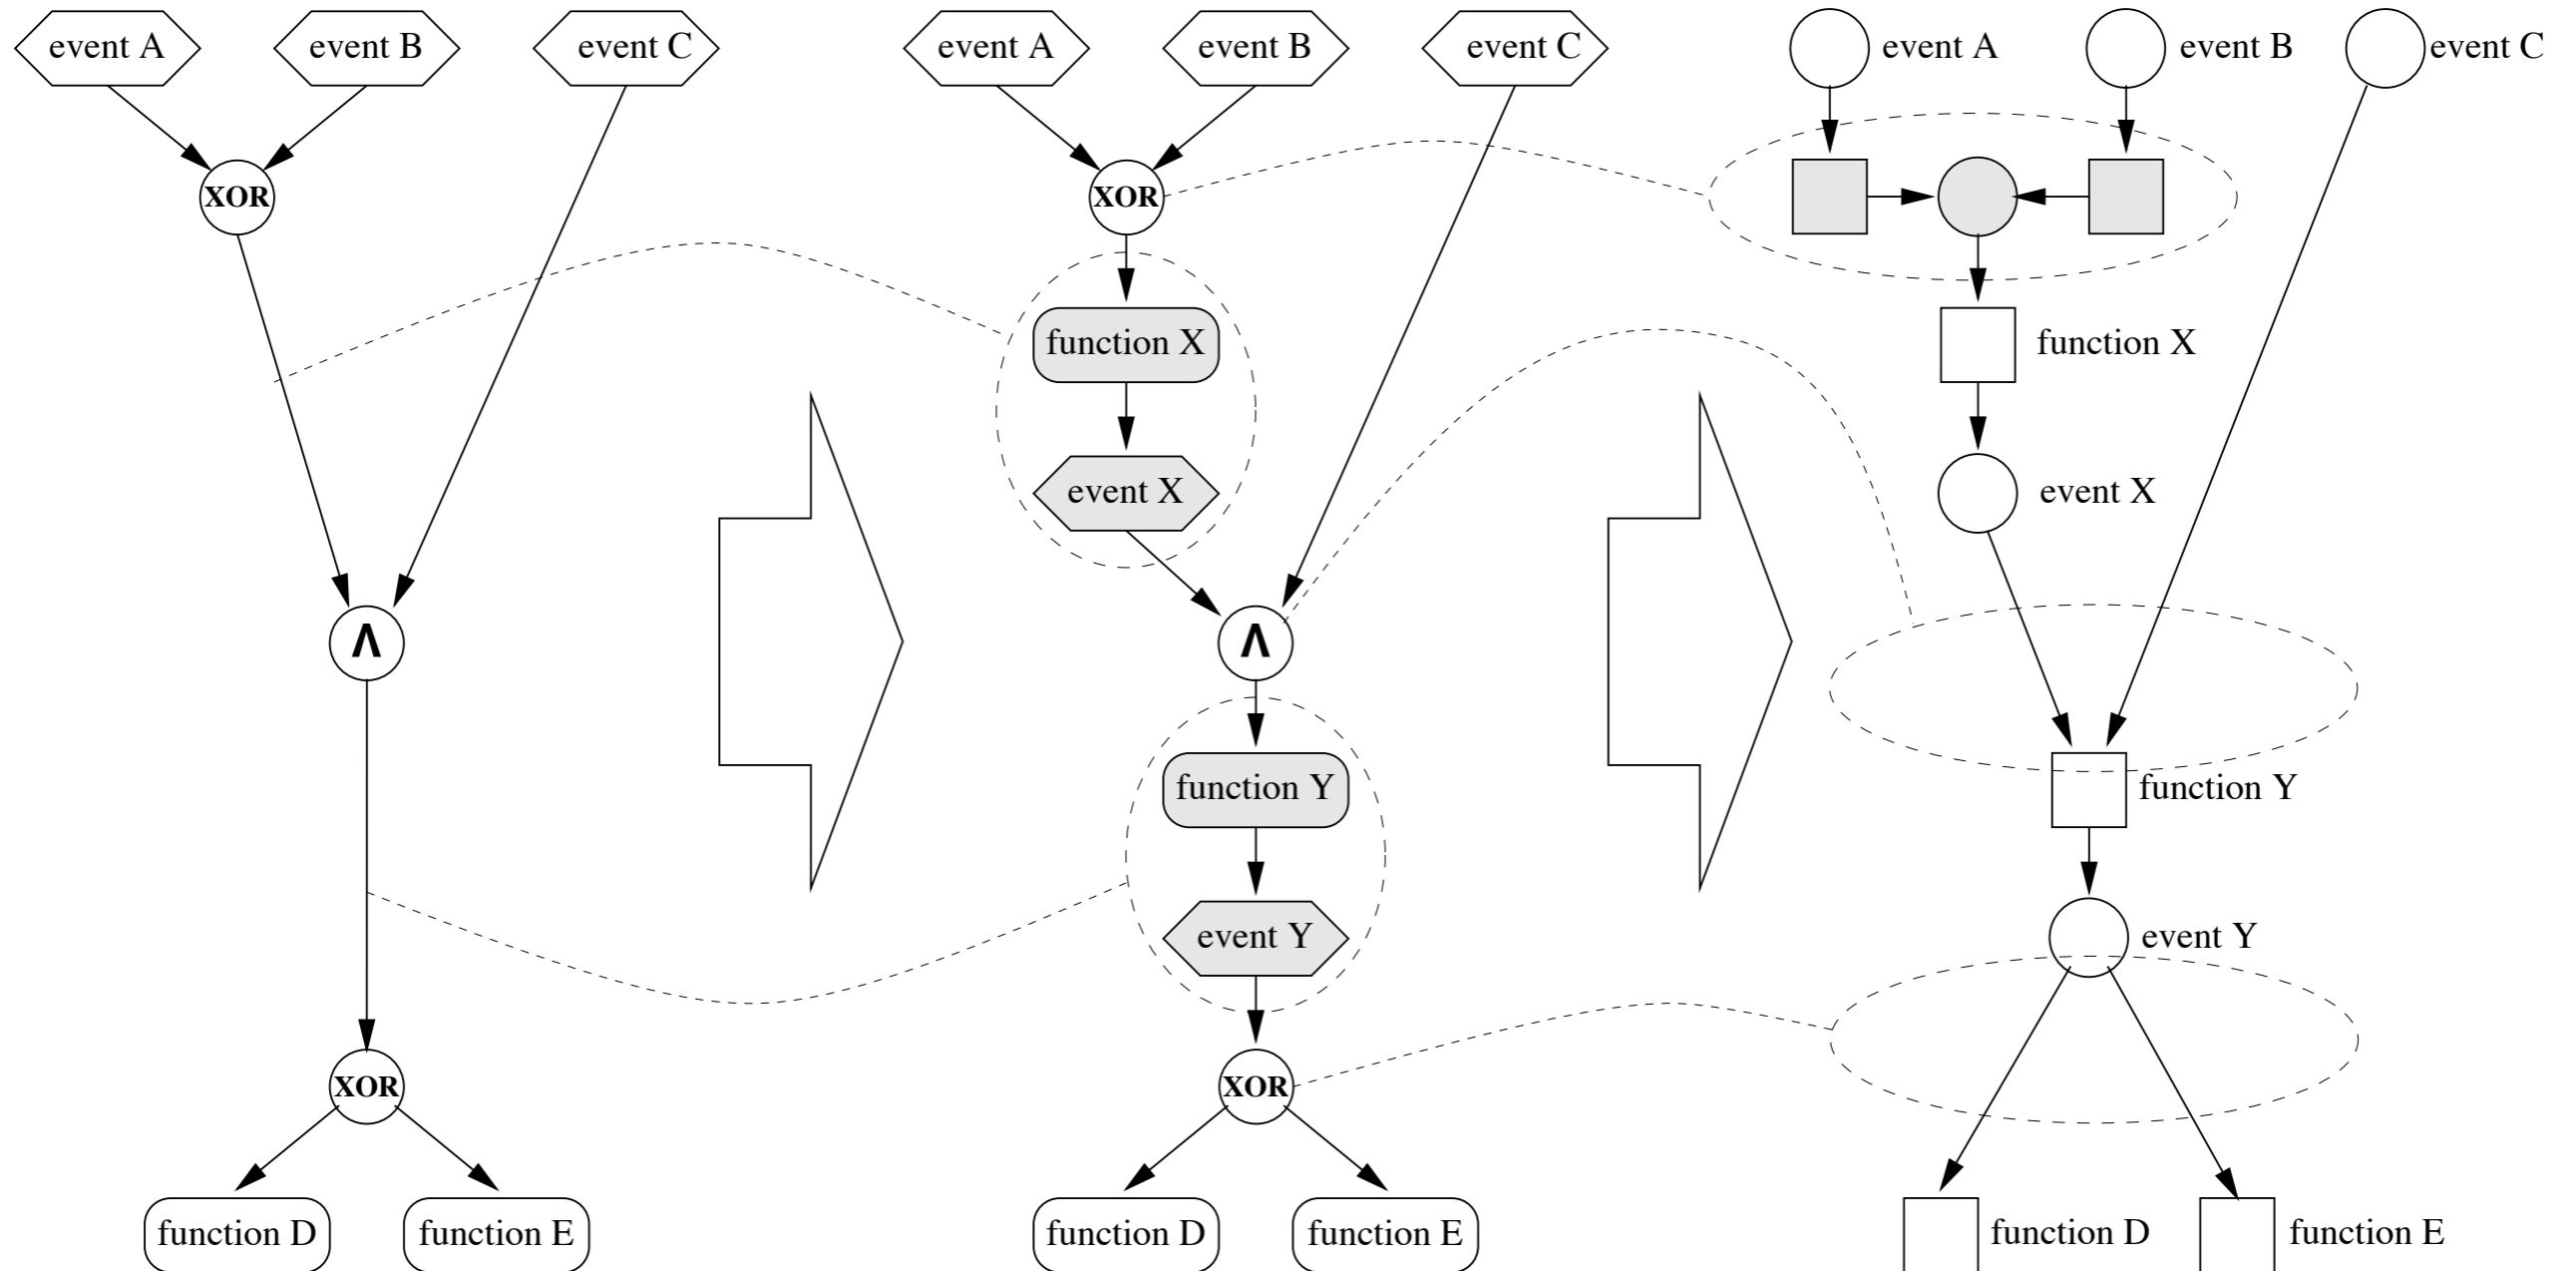 event A
event B
event C
XOR
Λ
XOR
function D
function E
event A
event B
event C
XOR
function X
event X
Λ
function Y
event Y
XOR
function D
function E
event A
event B
event C
function X
event X
function Y
event Y
function D
function E